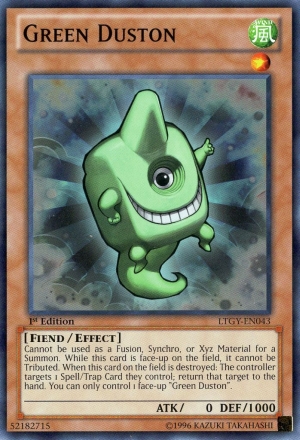 GREEN DUSTON
WIND
風
1st Edition
LTGY-EN043
[FIEND / EFFECT]
Cannot be used as a Fusion, Synchro, or Xyz Material for a
Summon. While this card is face-up on the field, it cannot be
Tributed. When this card on the field is destroyed: The controller
targets 1 Spell/Trap Card they control; return that target to the
hand. You can only control 1 face-up "Green Duston".
ATK/ 0 DEF/1000
52182715
©1996 KAZUKI TAKAHASHI